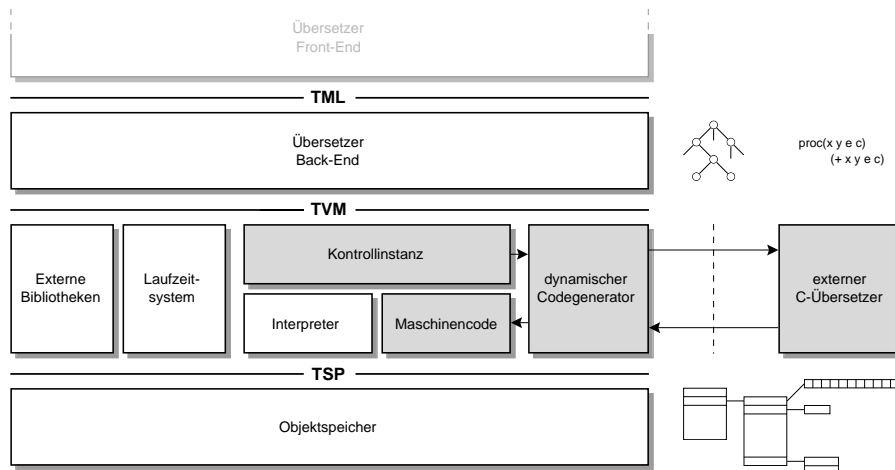 Übersetzer
Front-End
TML
Übersetzer
Back-End
proc(x y e c)
(+ x y e c)
TVM
Externe
Bibliotheken
Laufzeit-
system
Kontrollinstanz
Interpreter
Maschinencode
dynamischer
Codegenerator
externer
C-Übersetzer
TSP
Objektspeicher